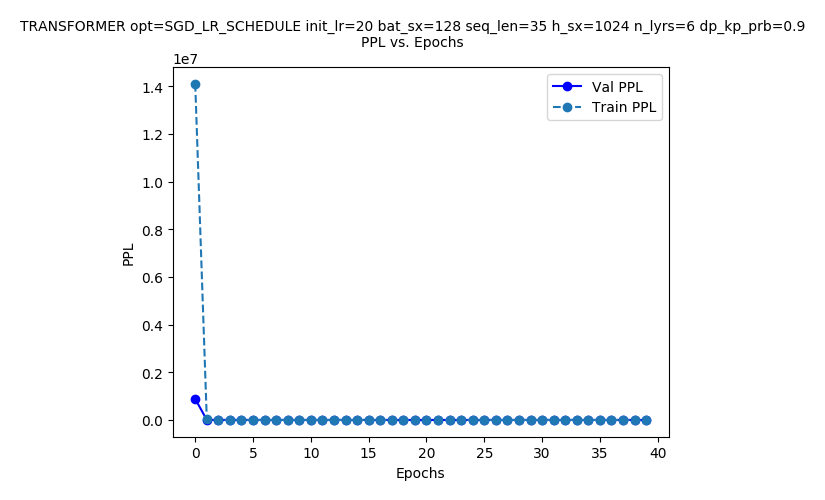 TRANSFORMER opt=SGD_LR_SCHEDULE init_lr=20 bat_sx=128 seq_len=35 h_sx=1024 n_lyrs=6 dp_kp_prb=0.9
PPL vs. Epochs
1e7
Val PPL
Train PPL
1.4
1.2
1.0
0.8
0.6
0.4
0.2
0.0
PPL
0 5 10 15 20 25 30 35 40
Epochs